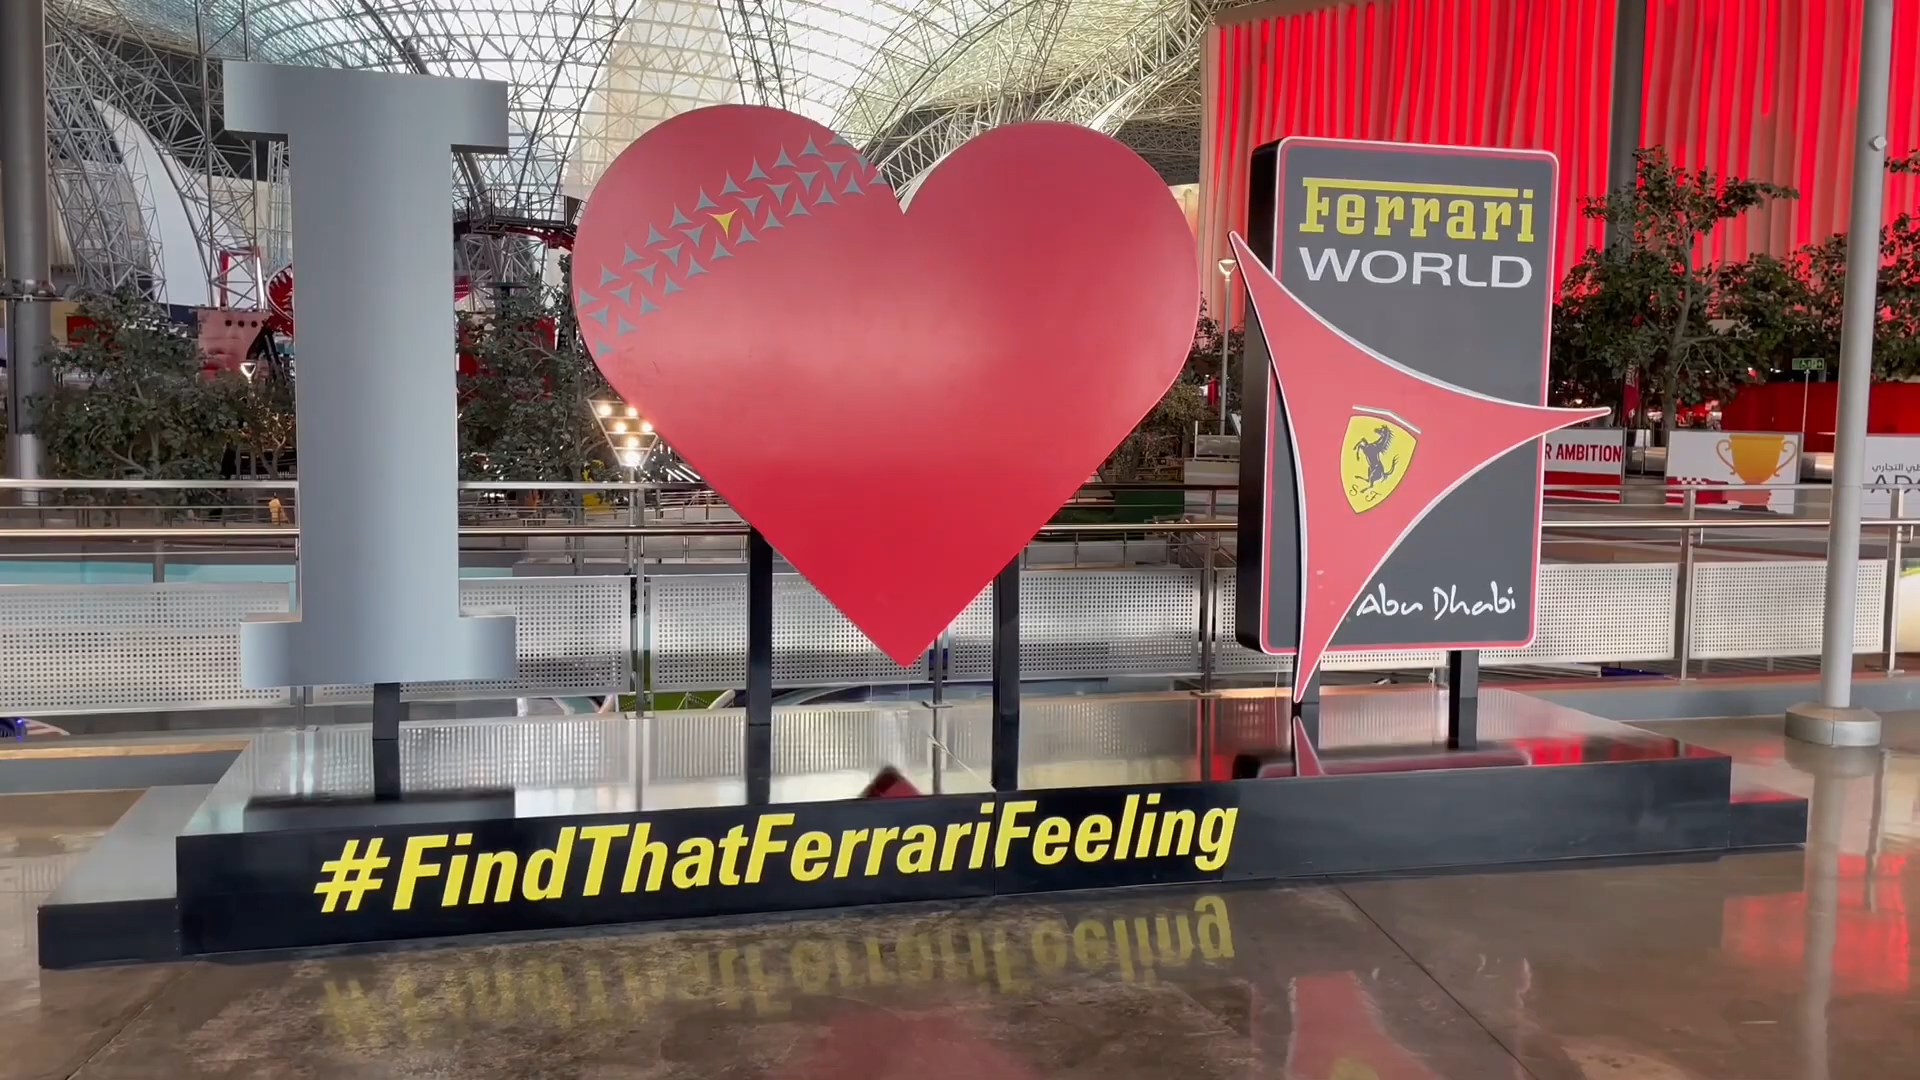 I
Ferrari
WORLD
S F
Abu Dhabi
R AMBITION
#FindThatFerrariFeeling